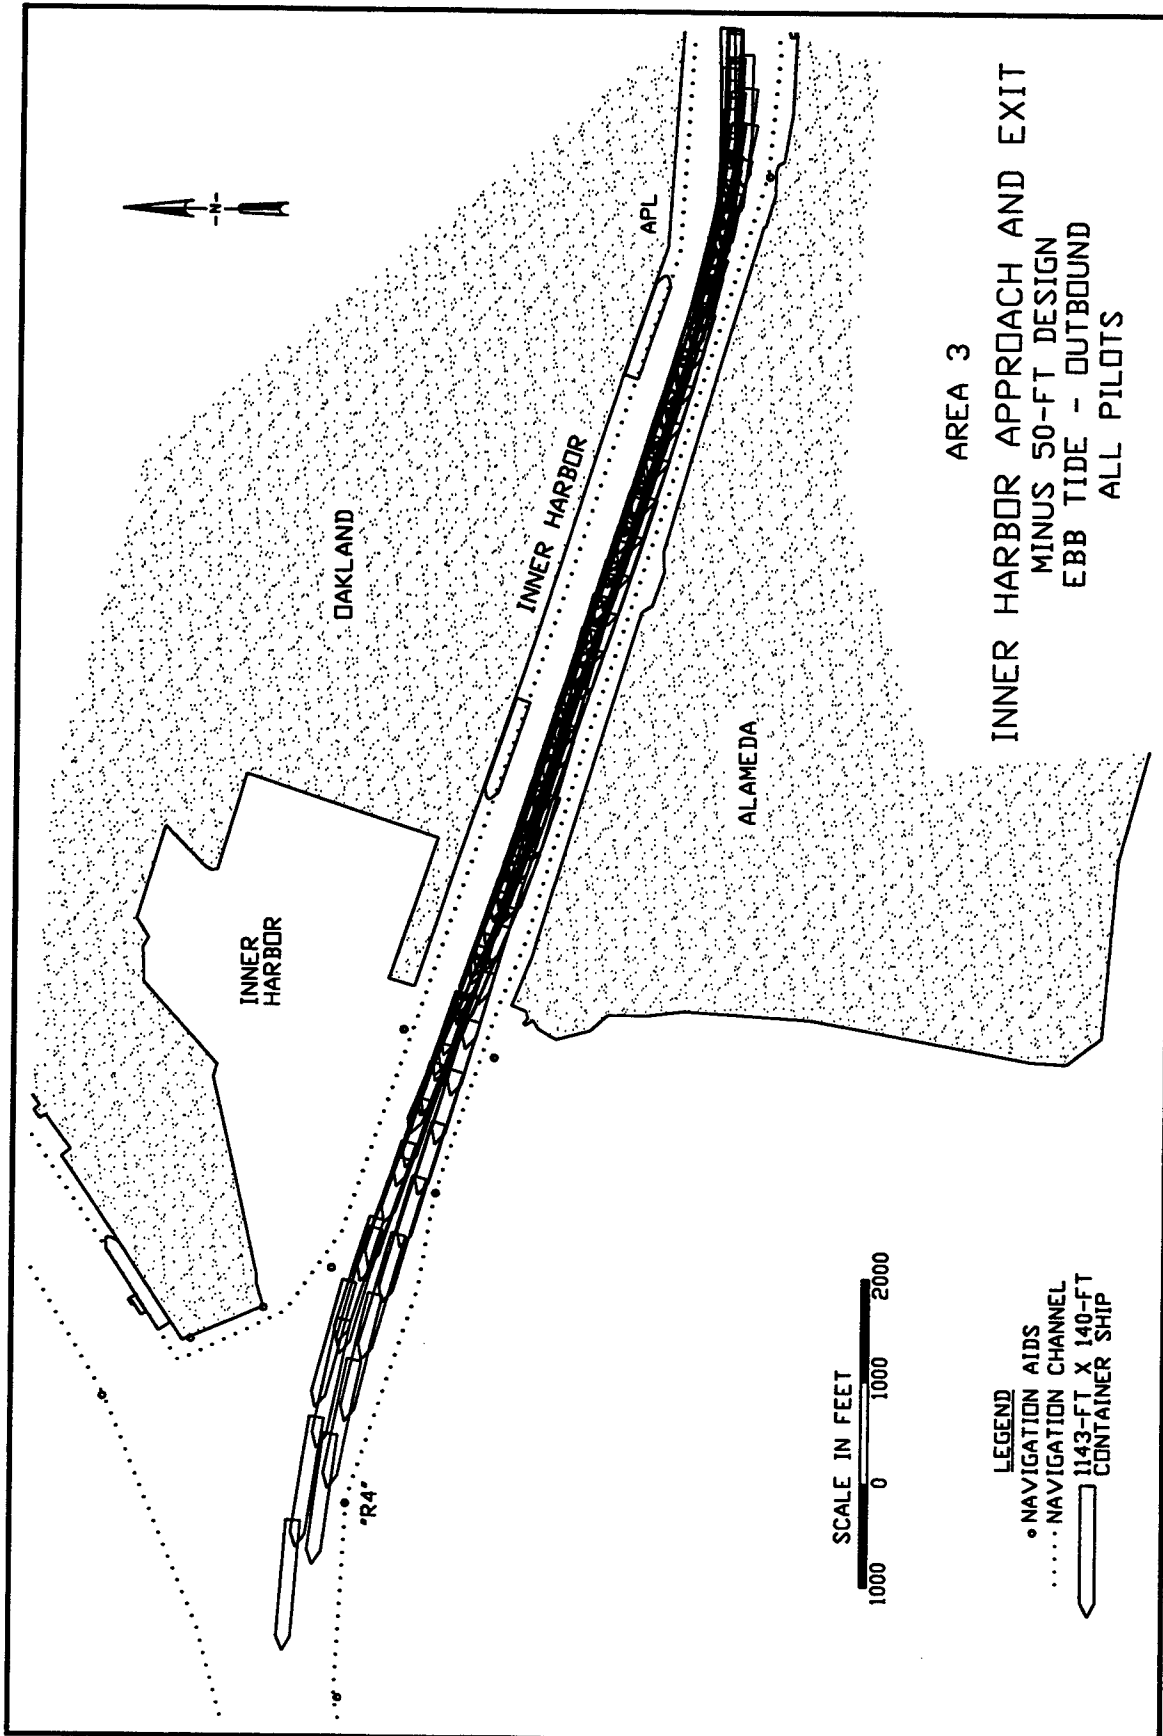 -N-
OAKLAND
INNER HARBOR
APL
INNER
HARBOR
ALAMEDA
"R4"
SCALE IN FEET
1000 0 1000 2000
LEGEND
NAVIGATION AIDS
NAVIGATION CHANNEL
1143-FT X 140-FT
CONTAINER SHIP
AREA 3
INNER HARBOR APPROACH AND EXIT
MINUS 50-FT DESIGN
EBB TIDE - OUTBOUND
ALL PILOTS